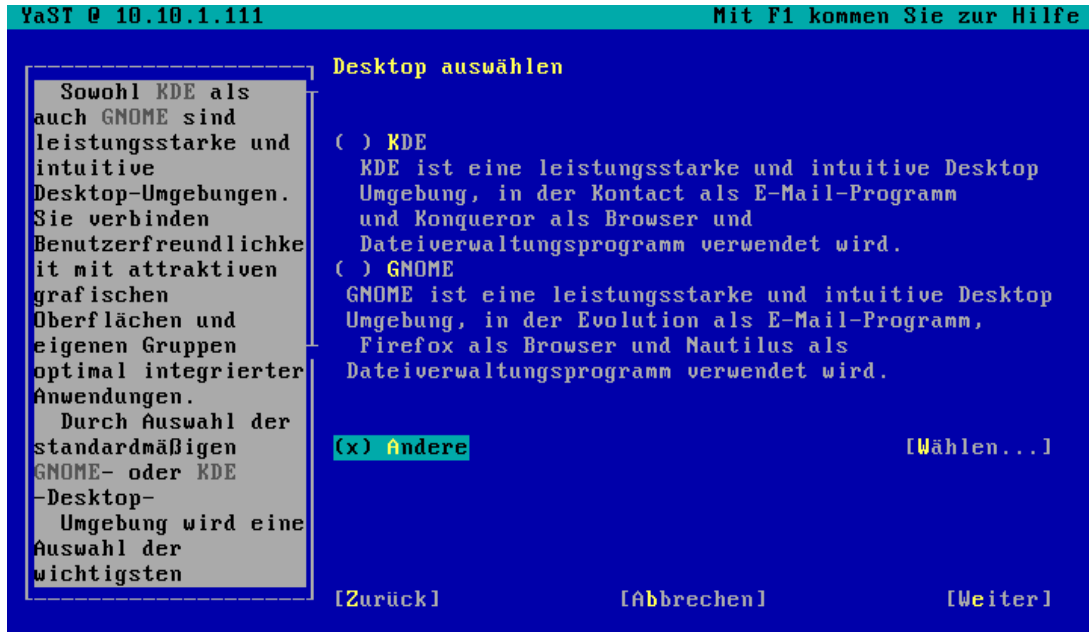 YaST @ 10.10.1.111
Mit F1 kommen Sie zur Hilfe
Sowohl KDE als
auch GNOME sind
leistungsstarke und
intuitive
Desktop-Umgebungen.
Sie verbinden
Benutzerfreundlichke
it mit attraktiven
grafischen
Oberflächen und
eigenen Gruppen
optimal integrierter
Anwendungen.
Durch Auswahl der
standardmäßigen
GNOME- oder KDE
-Desktop-
Umgebung wird eine
Auswahl der
wichtigsten
Desktop auswählen
( ) KDE
KDE ist eine leistungsstarke und intuitive Desktop
Umgebung, in der Kontact als E-Mail-Programm
und Konqueror als Browser und
Dateiverwaltungsprogramm verwendet wird.
( ) GNOME
GNOME ist eine leistungsstarke und intuitive Desktop
Umgebung, in der Evolution als E-Mail-Programm,
Firefox als Browser und Nautilus als
Dateiverwaltungsprogramm verwendet wird.
(x) Andere
[Wählen...]
[Zurück]
[Abbrechen]
[Weiter]